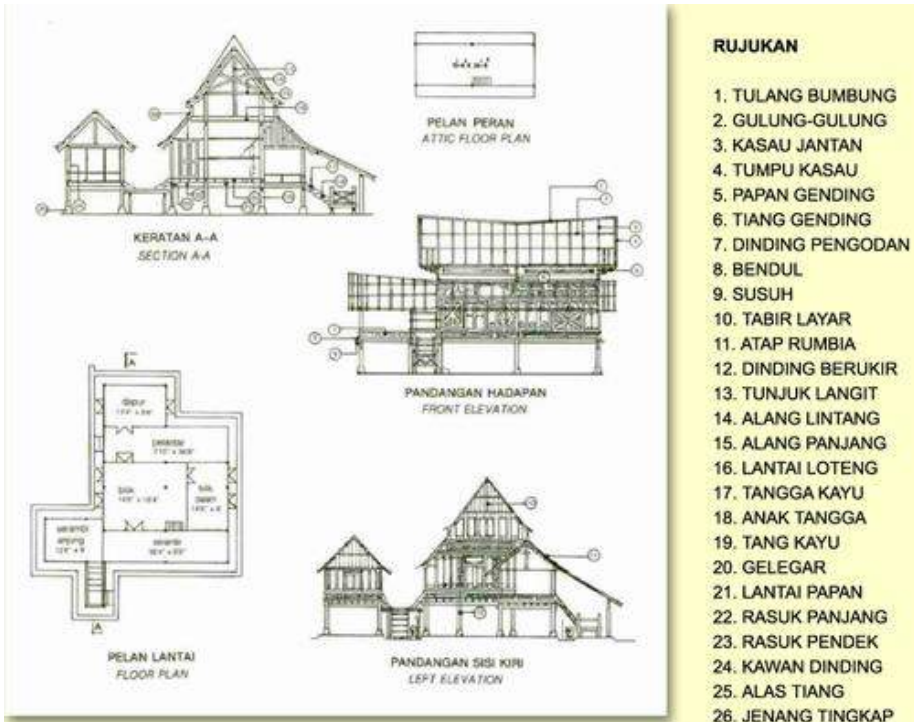 PELAN PERAN
ATTIC FLOOR PLAN
KERATAN A-A
SECTION A-A
PANDANGAN HADAPAN
FRONT ELEVATION
A
dapur
bilik
serambi
A
PELAN LANTAI
FLOOR PLAN
PANDANGAN SISI KIRI
LEFT ELEVATION
RUJUKAN
1. TULANG BUMBUNG
2. GULUNG-GULUNG
3. KASAU JANTAN
4. TUMPU KASAU
5. PAPAN GENDING
6. TIANG GENDING
7. DINDING PENGODAN
8. BENDUL
9. SUSUH
10. TABIR LAYAR
11. ATAP RUMBIA
12. DINDING BERUKIR
13. TUNJUK LANGIT
14. ALANG LINTANG
15. ALANG PANJANG
16. LANTAI LOTENG
17. TANGGA KAYU
18. ANAK TANGGA
19. TANG KAYU
20. GELEGAR
21. LANTAI PAPAN
22. RASUK PANJANG
23. RASUK PENDEK
24. KAWAN DINDING
25. ALAS TIANG
26. JENANG TINGKAP